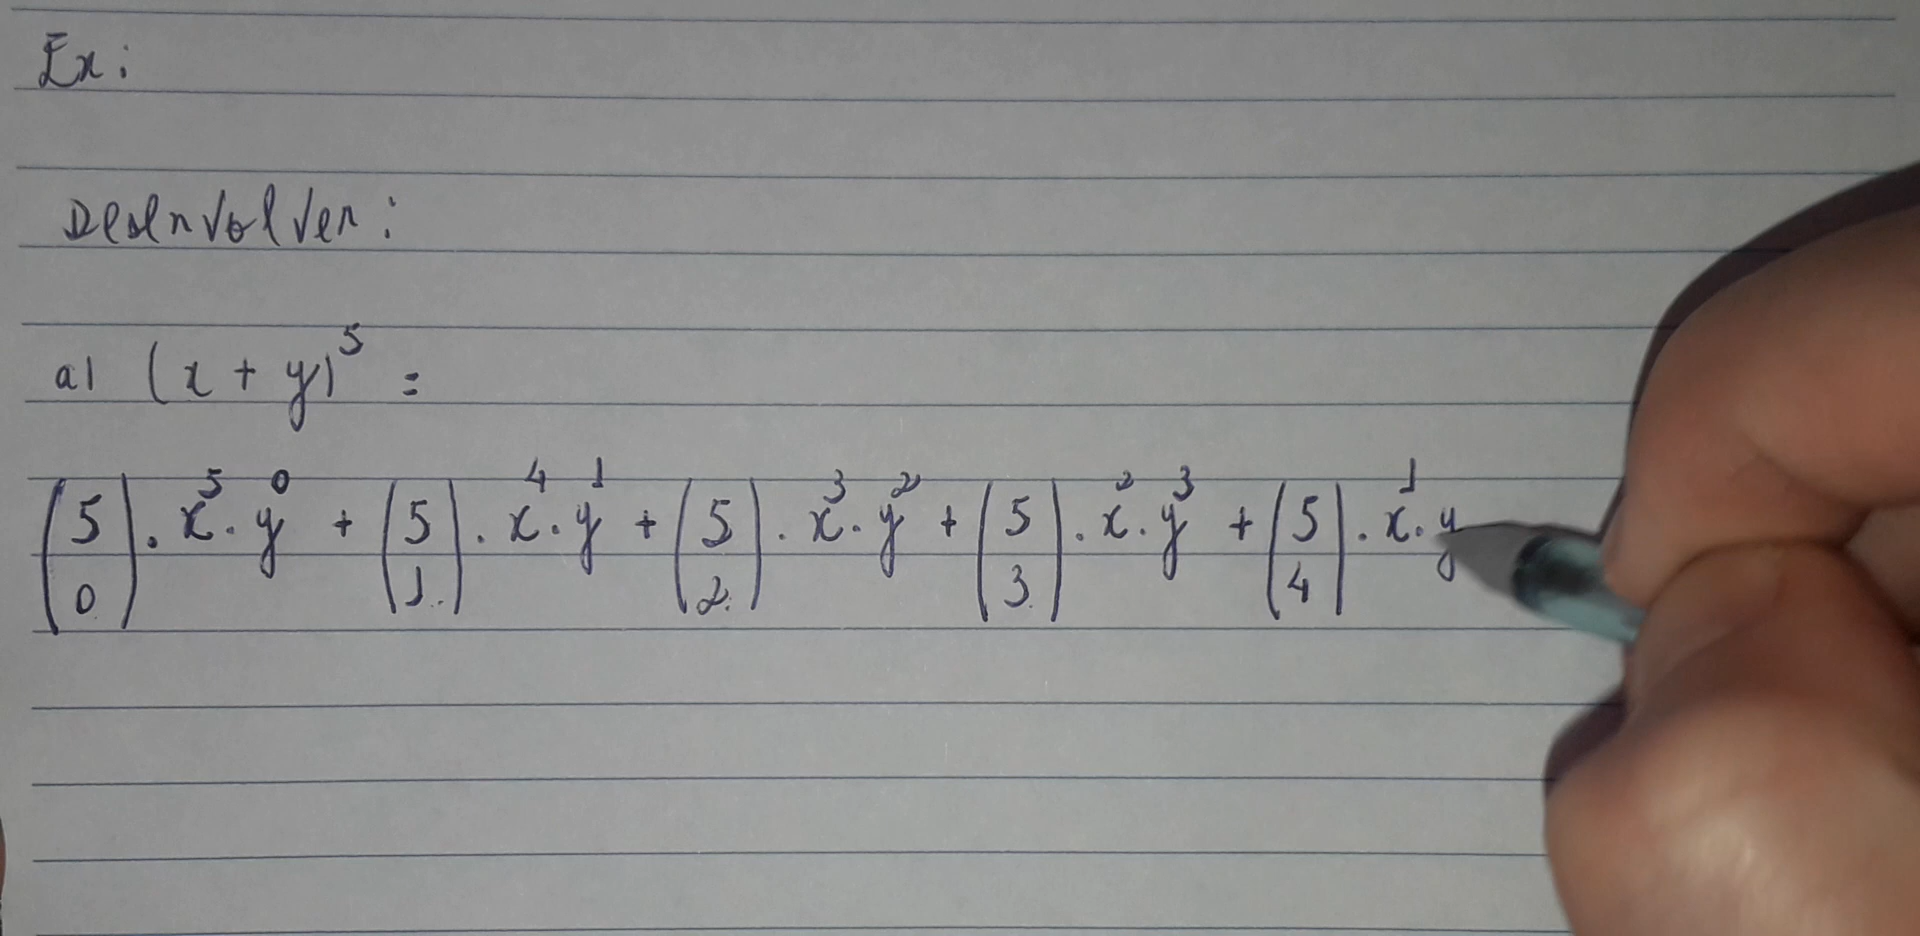 Ex:
Desenvolver:
a) (x + y)⁵ =
(5 0) . x⁵ . y⁰ + (5 1) . x⁴ . y¹ + (5 2) . x³ . y² + (5 3) . x² . y³ + (5 4) . x¹ . y